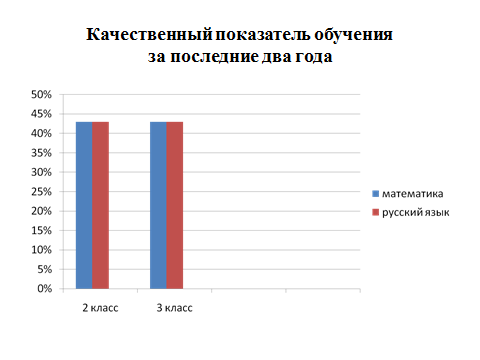 Качественный показатель обучения
за последние два года
50%
45%
40%
35%
30%
25%
20%
15%
10%
5%
0%
2 класс
3 класс
математика
русский язык